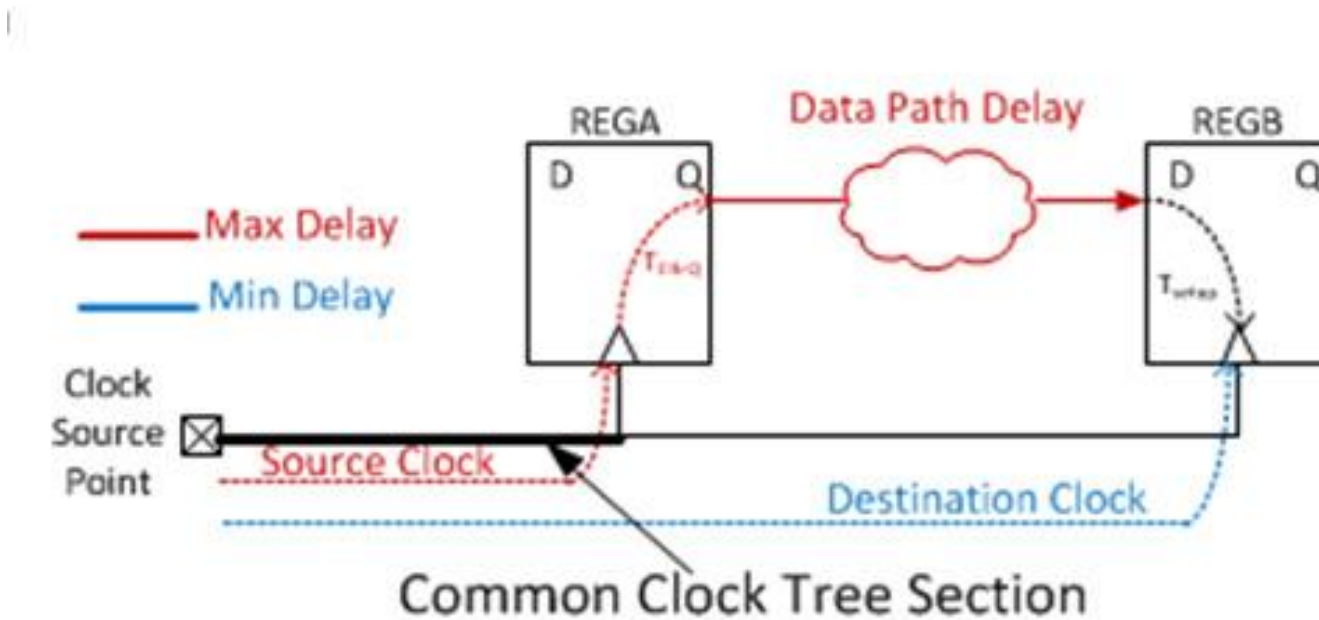 REGA
Data Path Delay
REGB
D
Q
D
Q
Max Delay
Min Delay
Clock
Source
Point
Source Clock
Destination Clock
Common Clock Tree Section